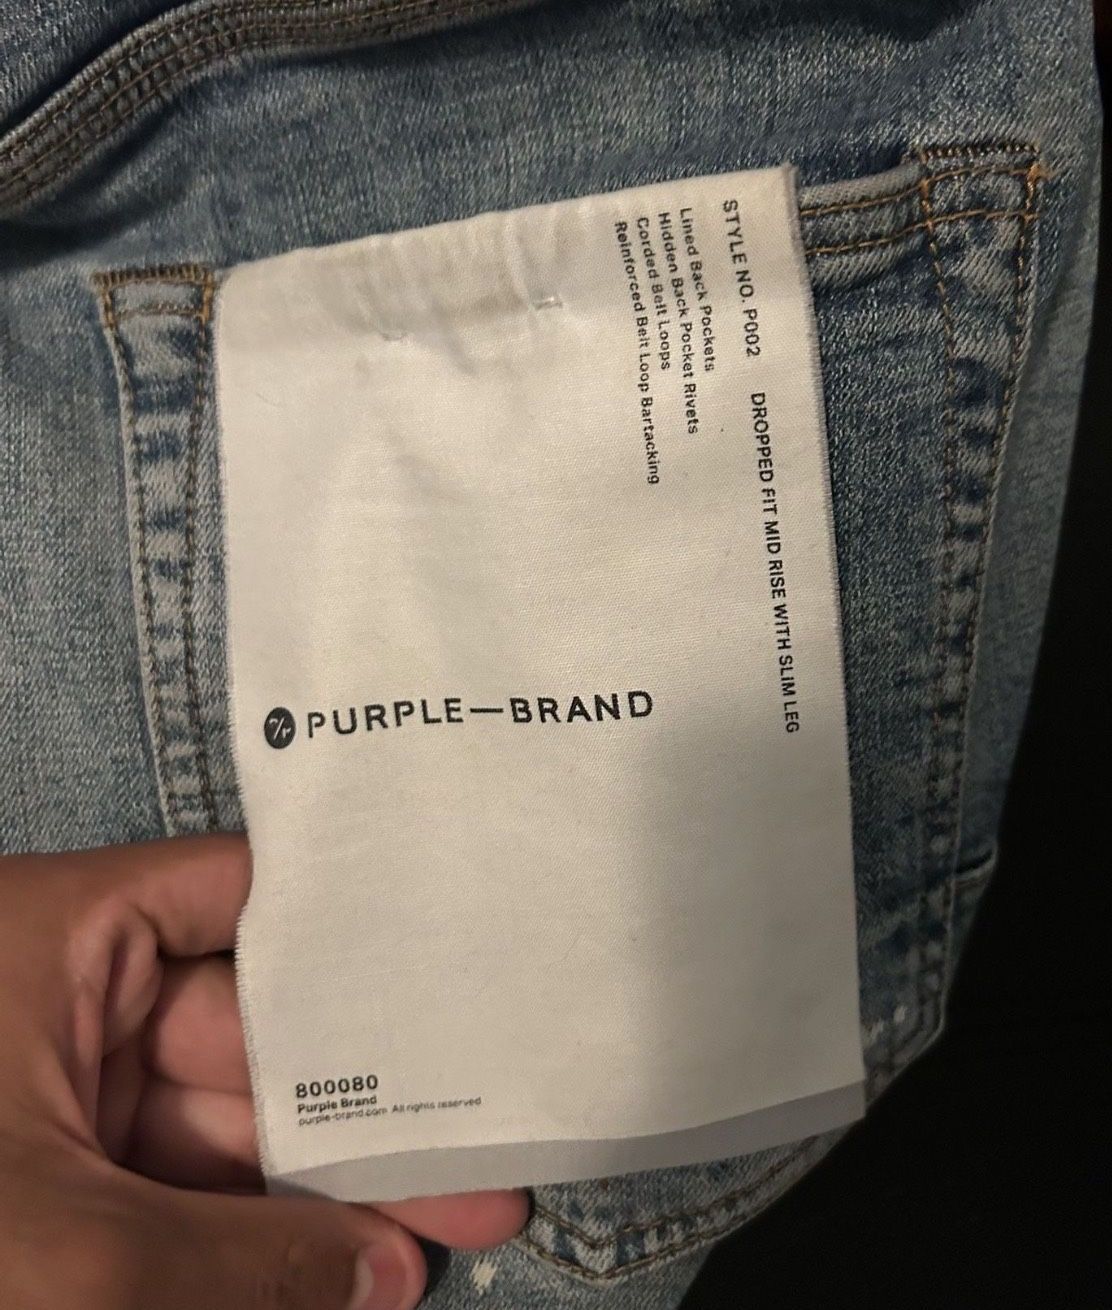 STYLE NO. P002 DROPPED FIT MID RISE WITH SLIM LEG
Lined Back Pockets
Hidden Back Pocket Rivets
Corded Belt Loops
Reinforced Belt Loop Bartacking
PURPLE—BRAND
800080
Purple Brand
purple-brand.com All rights reserved